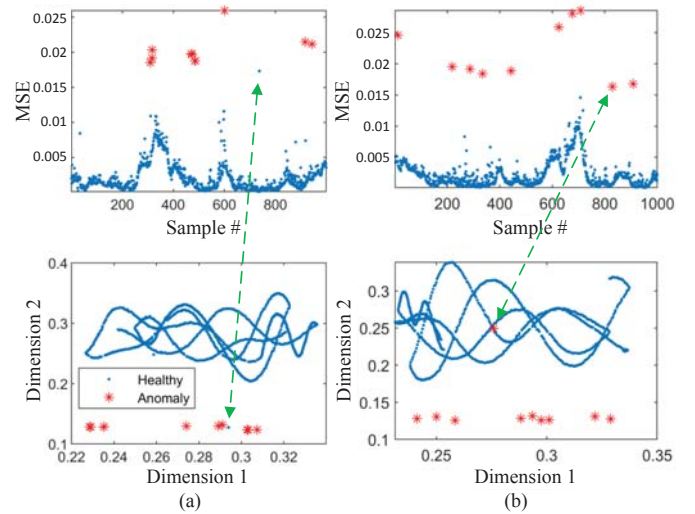 0.025
0.02
0.015
0.01
0.005
MSE
200 400 600 800
Sample #
0.025
0.02
0.015
0.01
0.005
MSE
200 400 600 800 1000
Sample #
0.4
0.3
0.2
0.1
Dimension 2
Healthy
Anomaly
0.22 0.24 0.26 0.28 0.3 0.32
Dimension 1
(a)
0.3
0.25
0.2
0.15
0.1
Dimension 2
0.25 0.3 0.35
Dimension 1
(b)